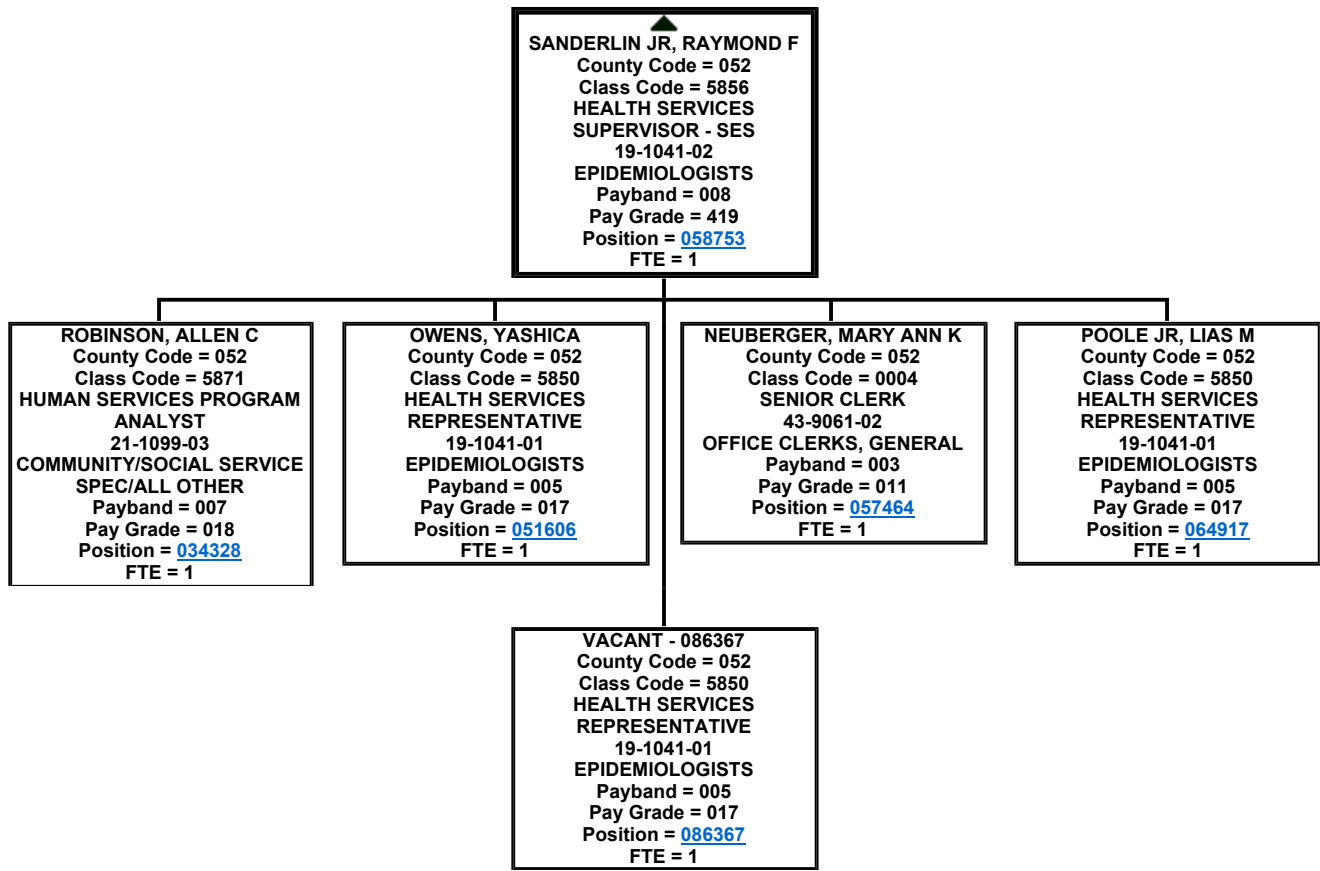 SANDERLIN JR, RAYMOND F
County Code = 052
Class Code = 5856
HEALTH SERVICES
SUPERVISOR - SES
19-1041-02
EPIDEMIOLOGISTS
Payband = 008
Pay Grade = 419
Position = 058753
FTE = 1
ROBINSON, ALLEN C
County Code = 052
Class Code = 5871
HUMAN SERVICES PROGRAM
ANALYST
21-1099-03
COMMUNITY/SOCIAL SERVICE
SPEC/ALL OTHER
Payband = 007
Pay Grade = 018
Position = 034328
FTE = 1
OWENS, YASHICA
County Code = 052
Class Code = 5850
HEALTH SERVICES
REPRESENTATIVE
19-1041-01
EPIDEMIOLOGISTS
Payband = 005
Pay Grade = 017
Position = 051606
FTE = 1
NEUBERGER, MARY ANN K
County Code = 052
Class Code = 0004
SENIOR CLERK
43-9061-02
OFFICE CLERKS, GENERAL
Payband = 003
Pay Grade = 011
Position = 057464
FTE = 1
POOLE JR, LIAS M
County Code = 052
Class Code = 5850
HEALTH SERVICES
REPRESENTATIVE
19-1041-01
EPIDEMIOLOGISTS
Payband = 005
Pay Grade = 017
Position = 064917
FTE = 1
VACANT - 086367
County Code = 052
Class Code = 5850
HEALTH SERVICES
REPRESENTATIVE
19-1041-01
EPIDEMIOLOGISTS
Payband = 005
Pay Grade = 017
Position = 086367
FTE = 1